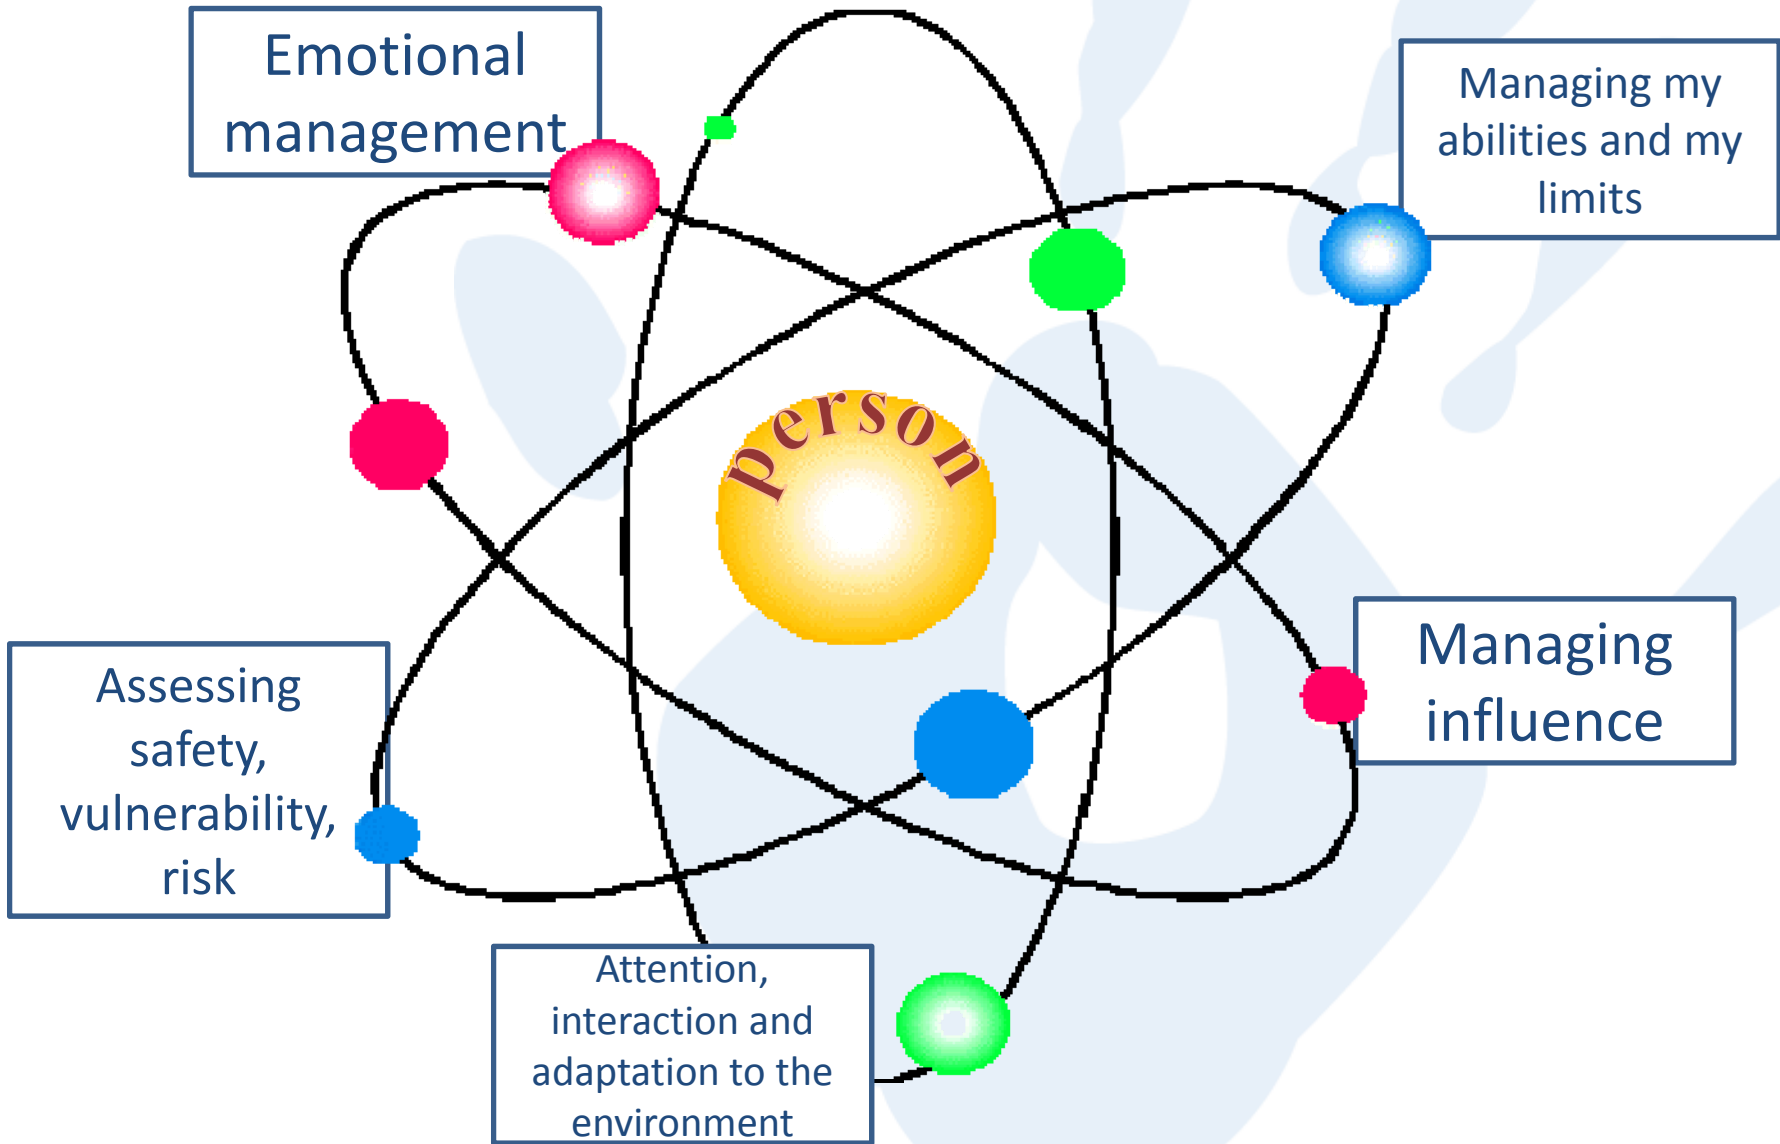 Emotional
management
Managing my
abilities and my
limits
person
Assessing
safety,
vulnerability,
risk
Managing
influence
Attention,
interaction and
adaptation to the
environment